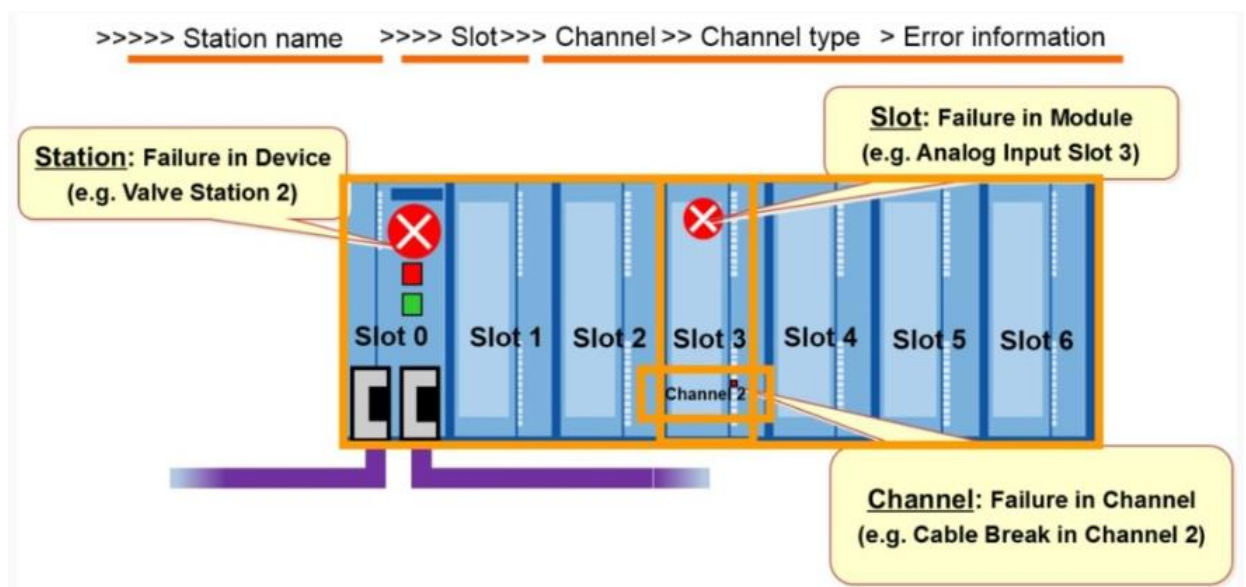 >>>>> Station name >>>> Slot>>> Channel >> Channel type > Error information
Slot: Failure in Module
(e.g. Analog Input Slot 3)
Station: Failure in Device
(e.g. Valve Station 2)
Slot 0
Slot 1
Slot 2
Slot 3
Slot 4
Slot 5
Slot 6
Channel 2
Channel: Failure in Channel
(e.g. Cable Break in Channel 2)